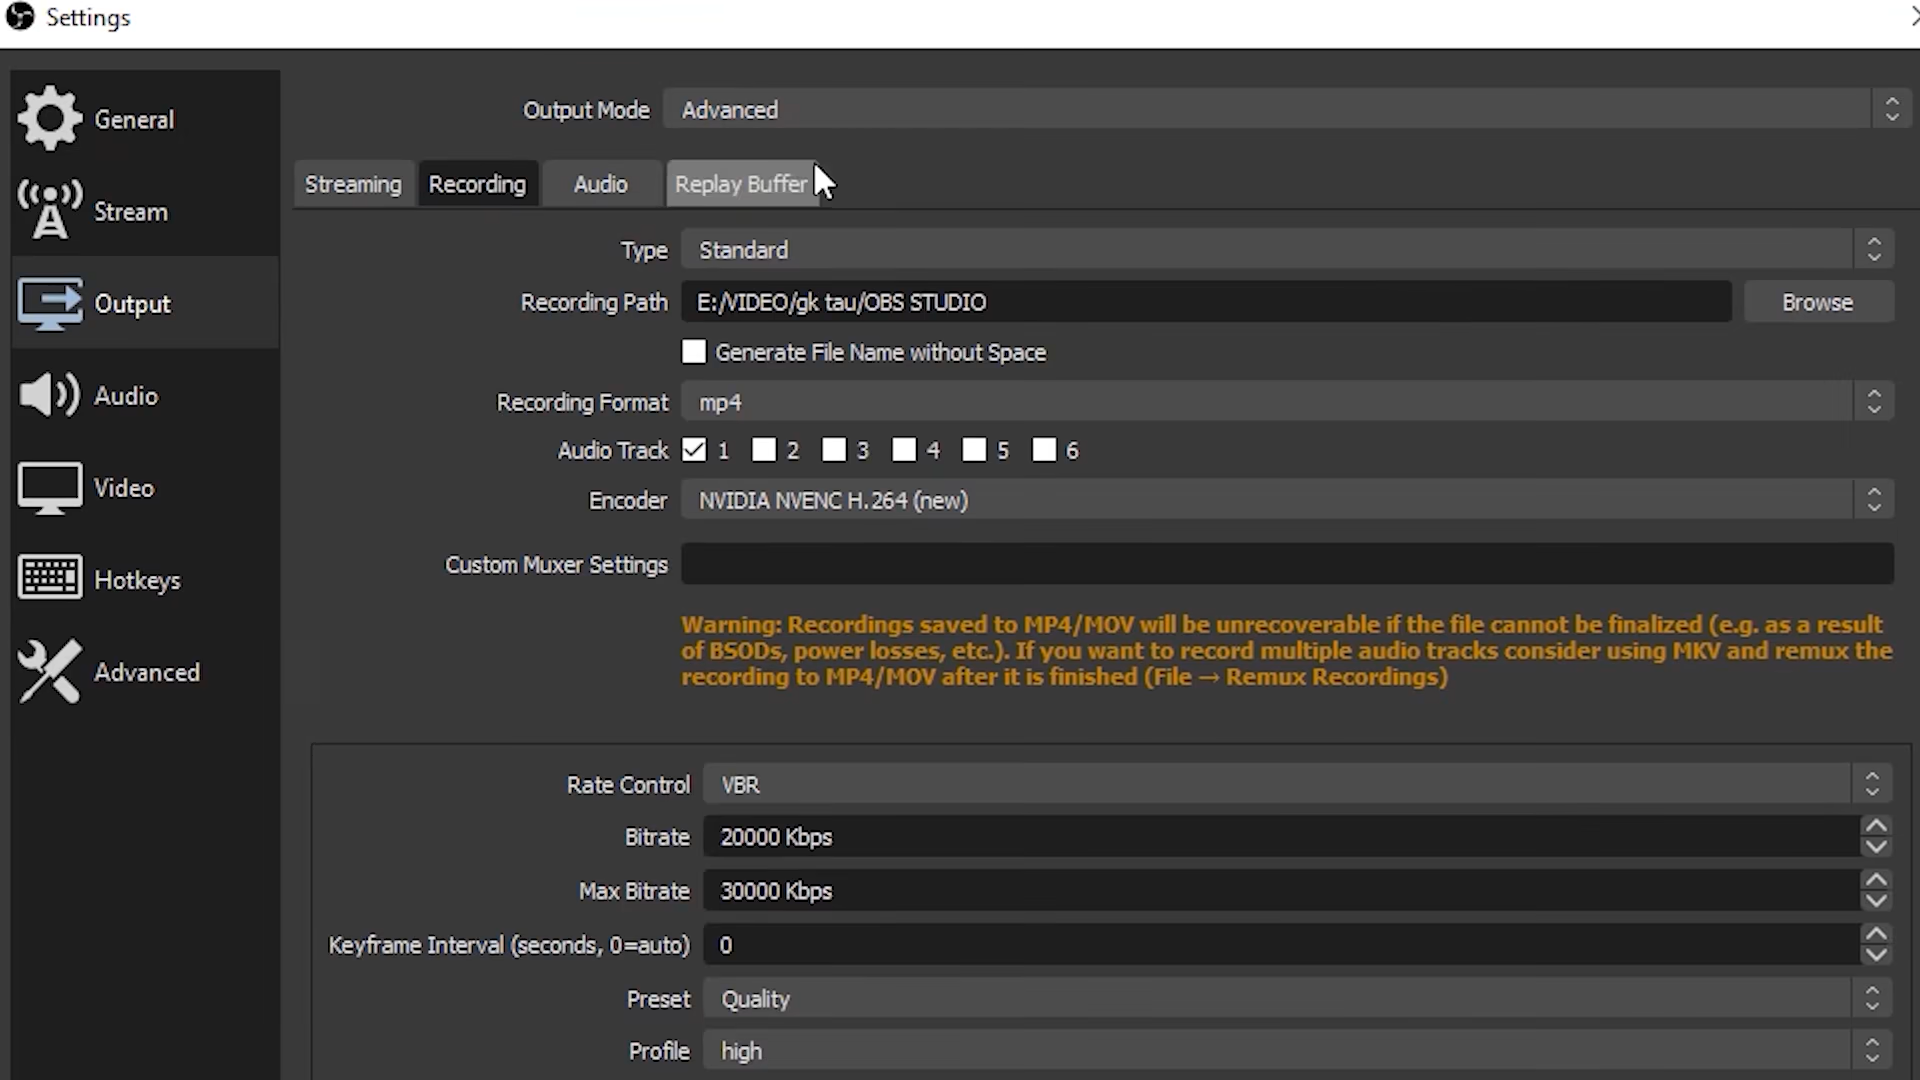 Settings
General
Stream
Output
Audio
Video
Hotkeys
Advanced
Output Mode Advanced
Streaming Recording Audio Replay Buffer
Type Standard
Recording Path E:/VIDEO/gk tau/OBS STUDIO Browse
Generate File Name without Space
Recording Format mp4
Audio Track 1 2 3 4 5 6
Encoder NVIDIA NVENC H.264 (new)
Custom Muxer Settings
Warning: Recordings saved to MP4/MOV will be unrecoverable if the file cannot be finalized (e.g. as a result
of BSODs, power losses, etc.). If you want to record multiple audio tracks consider using MKV and remux the
recording to MP4/MOV after it is finished (File → Remux Recordings)
Rate Control VBR
Bitrate 20000 Kbps
Max Bitrate 30000 Kbps
Keyframe Interval (seconds, 0=auto) 0
Preset Quality
Profile high